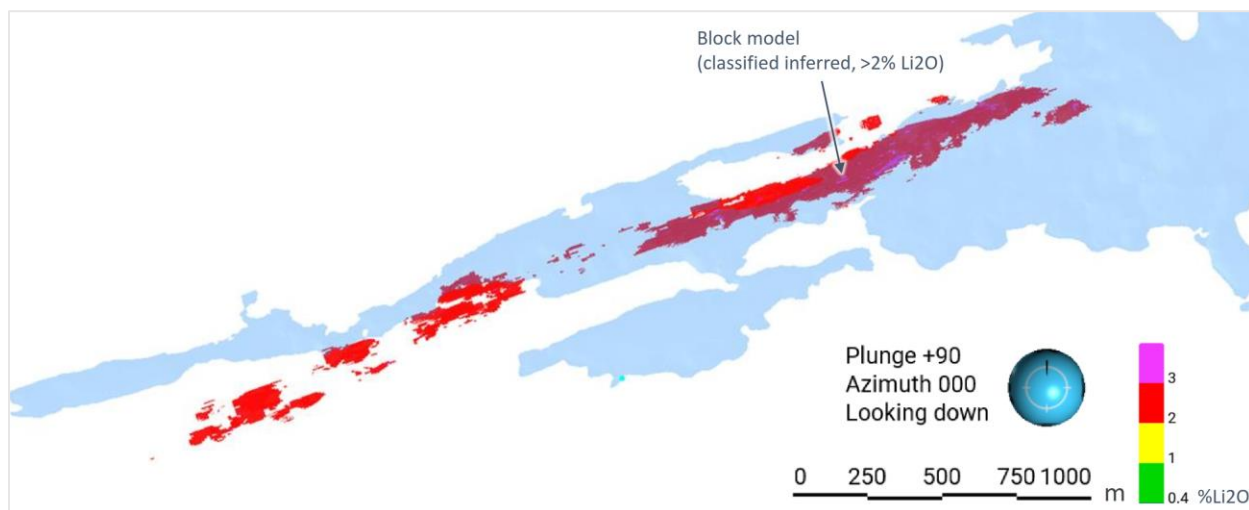 Block model
(classified inferred, >2% Li2O)
Plunge +90
Azimuth 000
Looking down
3
2
1
0.4 %Li2O
0 250 500 750 1000
m